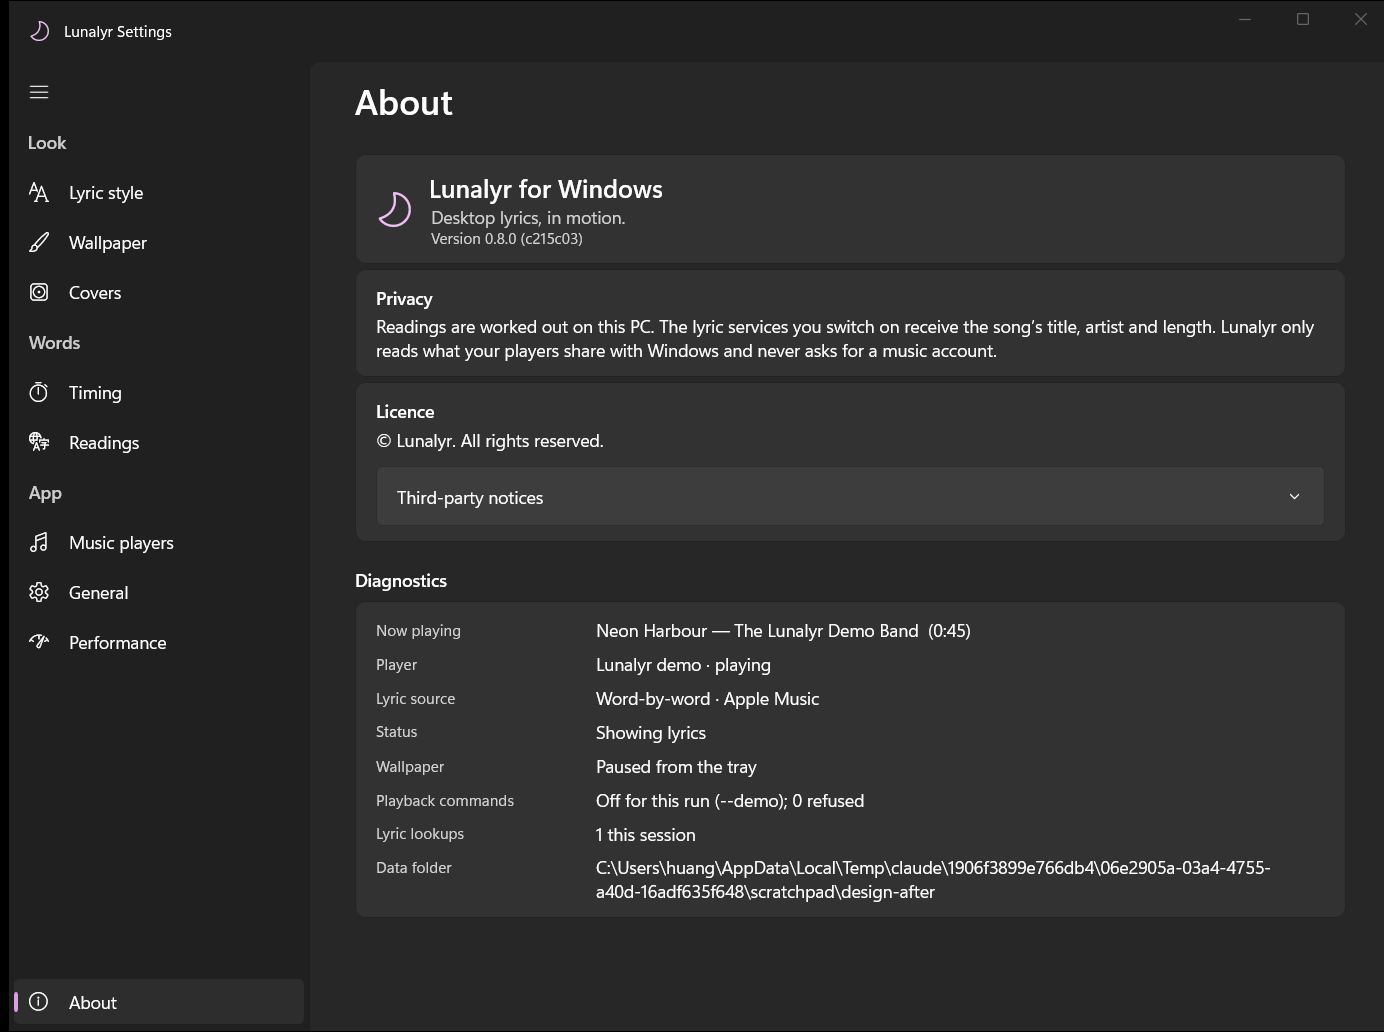 Lunalyr Settings
Look
Lyric style
Wallpaper
Covers
Words
Timing
Readings
App
Music players
General
Performance
About
About
Lunalyr for Windows
Desktop lyrics, in motion.
Version 0.8.0 (c215c03)
Privacy
Readings are worked out on this PC. The lyric services you switch on receive the song’s title, artist and length. Lunalyr only
reads what your players share with Windows and never asks for a music account.
Licence
© Lunalyr. All rights reserved.
Third-party notices
Diagnostics
Now playing Neon Harbour — The Lunalyr Demo Band (0:45)
Player Lunalyr demo · playing
Lyric source Word-by-word · Apple Music
Status Showing lyrics
Wallpaper Paused from the tray
Playback commands Off for this run (--demo); 0 refused
Lyric lookups 1 this session
Data folder C:\Users\huang\AppData\Local\Temp\claude\1906f3899e766db4\06e2905a-03a4-4755-
a40d-16adf635f648\scratchpad\design-after